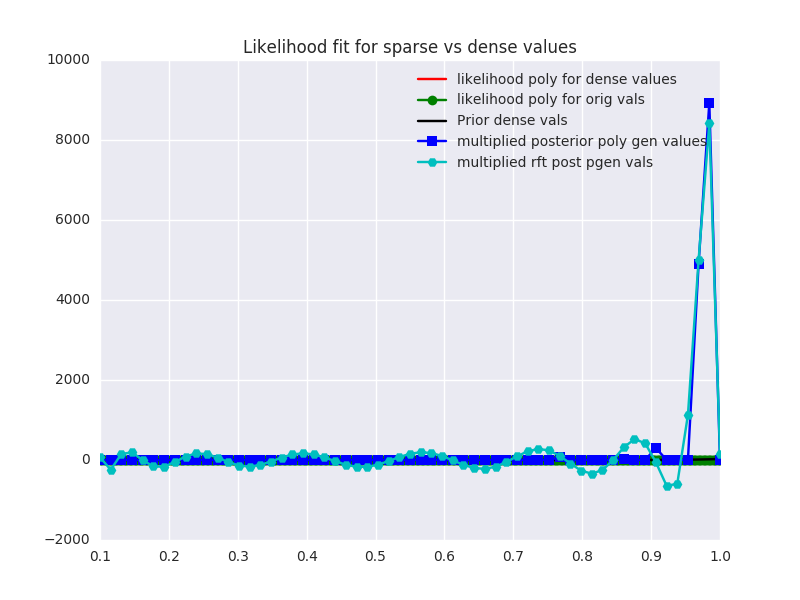 Likelihood fit for sparse vs dense values
10000
8000
6000
4000
2000
0
−2000
likelihood poly for dense values
likelihood poly for orig vals
Prior dense vals
multiplied posterior poly gen values
multiplied rft post pgen vals
0.1 0.2 0.3 0.4 0.5 0.6 0.7 0.8 0.9 1.0